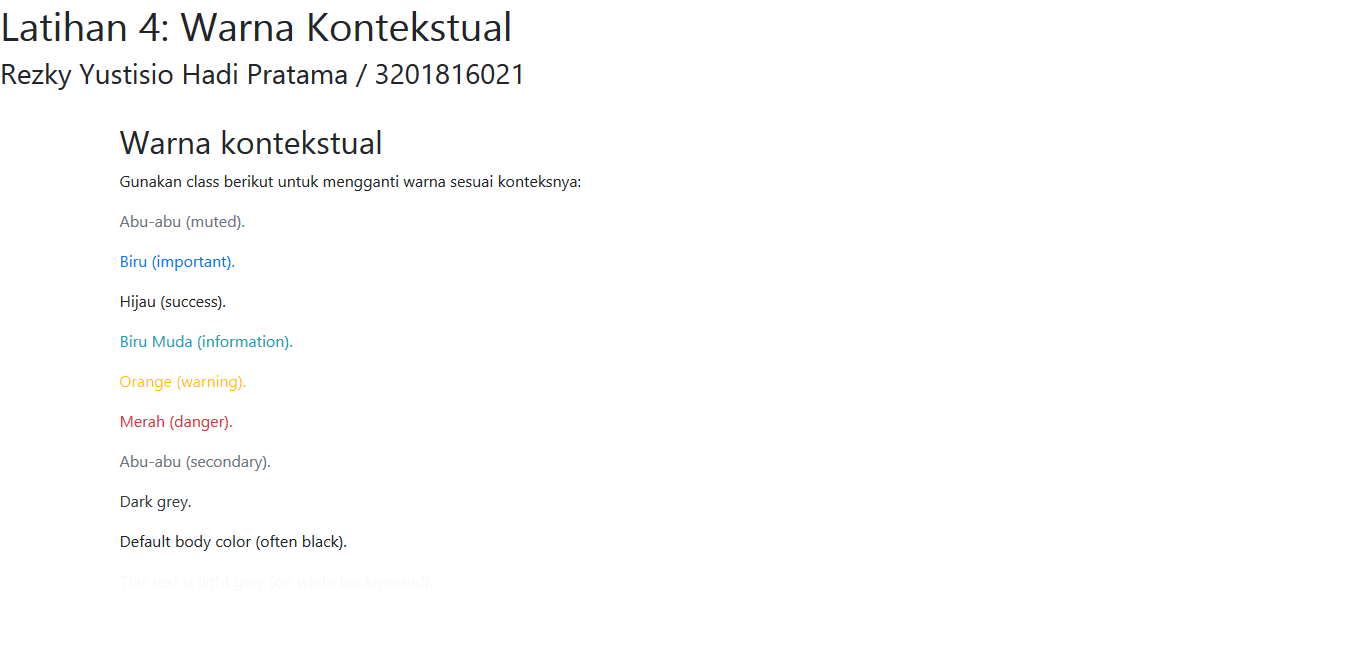 Latihan 4: Warna Kontekstual
Rezky Yustisio Hadi Pratama / 3201816021
Warna kontekstual
Gunakan class berikut untuk mengganti warna sesuai konteksnya:
Abu-abu (muted).
Biru (important).
Hijau (success).
Biru Muda (information).
Orange (warning).
Merah (danger).
Abu-abu (secondary).
Dark grey.
Default body color (often black).
This text is light grey (on white background).